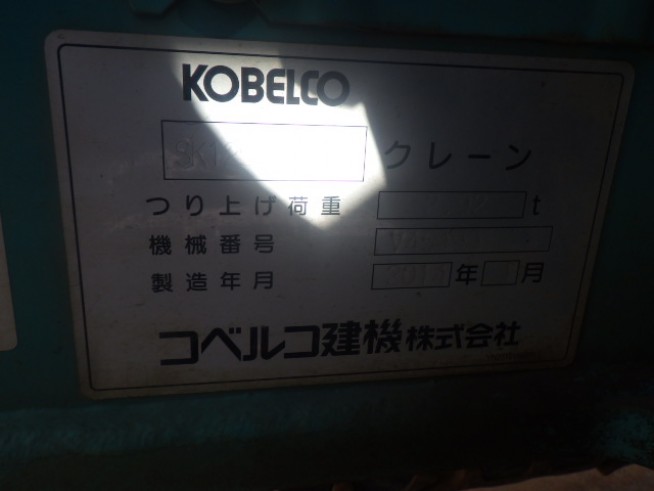 KOBELCO
クレーン
つり上げ荷重 t
機械番号
製造年月 年 月
コベルコ建機株式会社